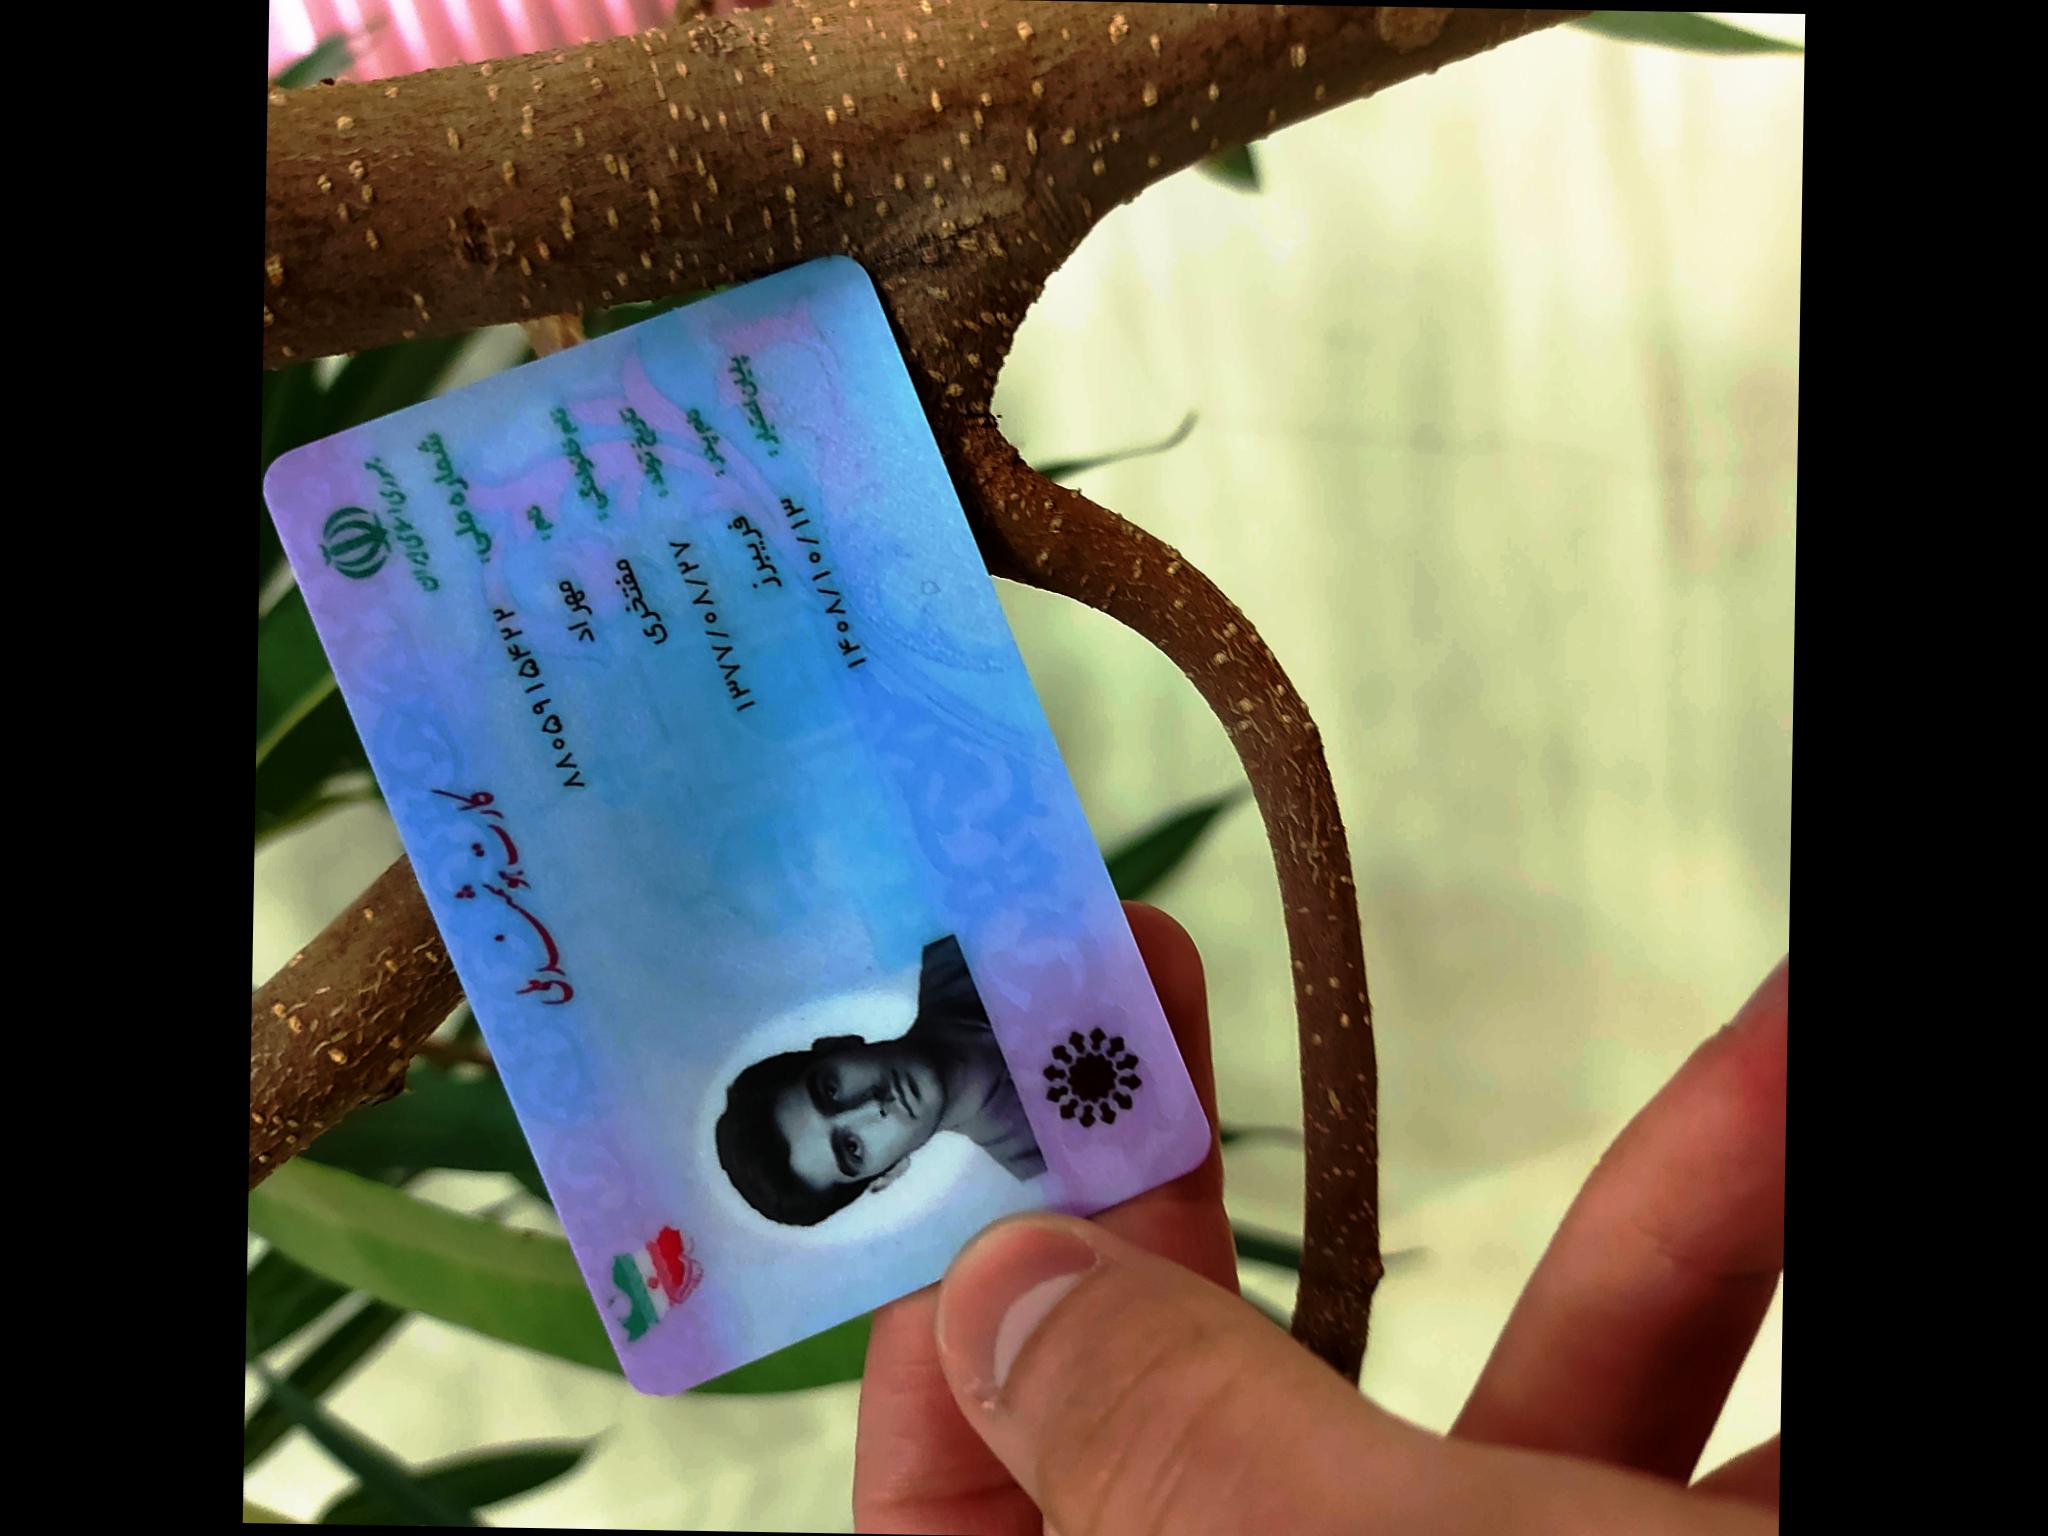 جمهوری اسلامی ایران
کارت هوشمند ملی
شماره ملی: ۸۸۰۵۹۱۵۴۲۲
نام: مهراد
نام خانوادگی: مفتخری
تاریخ تولد: ۱۳۷۷/۰۸/۲۷
نام پدر: فریبرز
پایان اعتبار: ۱۴۰۸/۱۰/۱۳